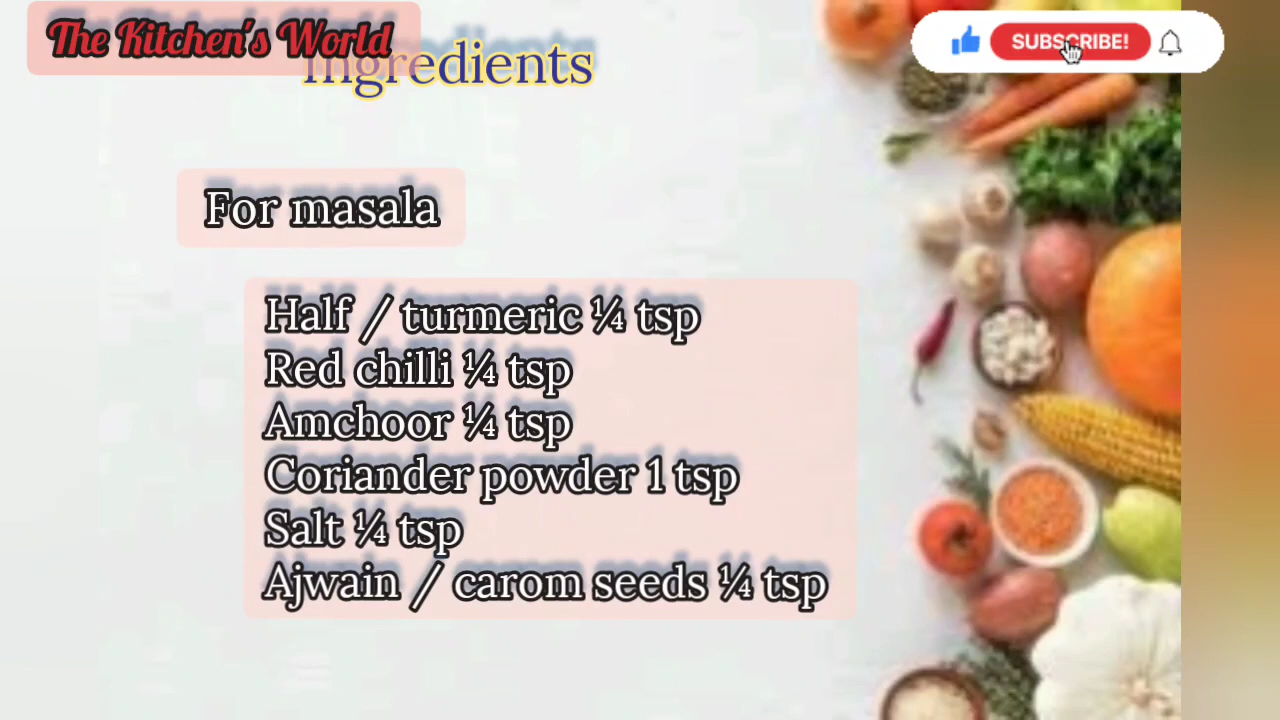 The Kitchen's World
Ingredients
SUBSCRIBE!
For masala
Half / turmeric ¼ tsp
Red chilli ¼ tsp
Amchoor ¼ tsp
Coriander powder 1 tsp
Salt ¼ tsp
Ajwain / carom seeds ¼ tsp